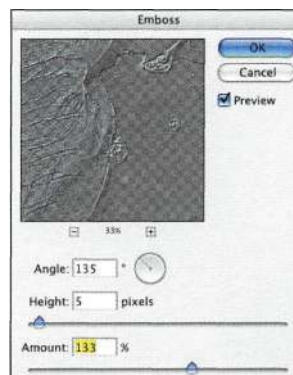 Emboss
OK
Cancel
Preview
33%
Angle: 135 °
Height: 5 pixels
Amount: 133 %